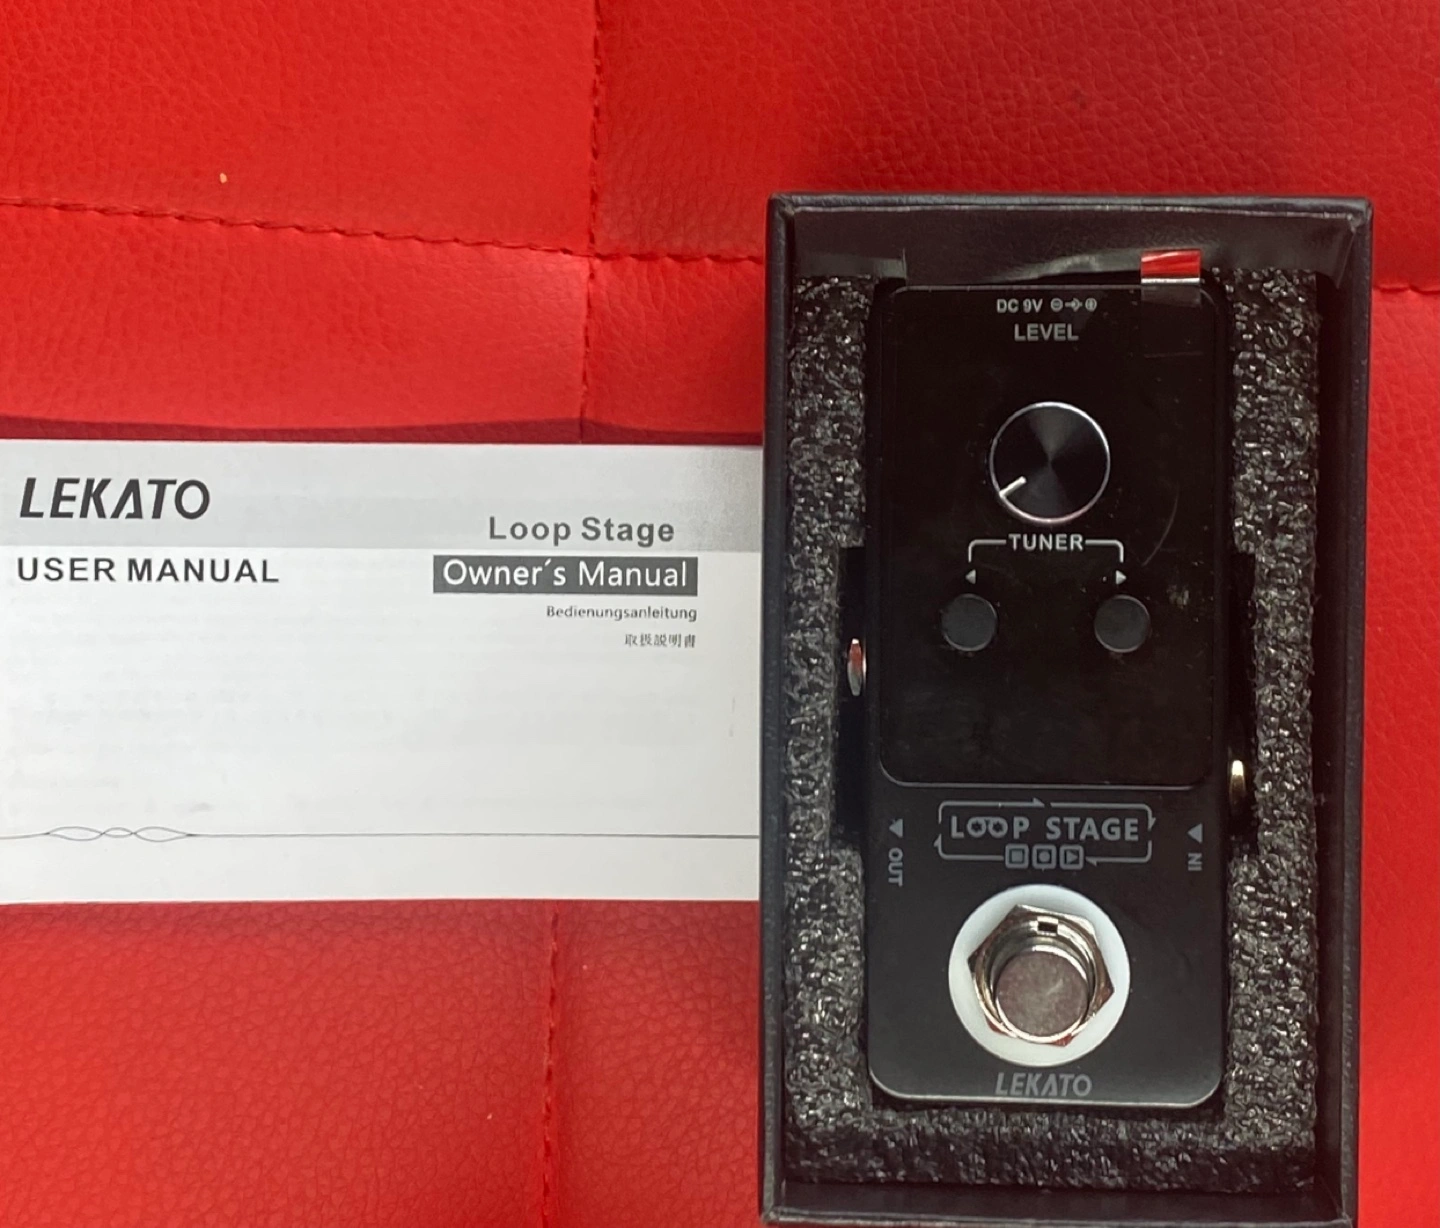 LEKATO
Loop Stage
USER MANUAL
Owner´s Manual
Bedienungsanleitung
取扱説明書
DC 9V
LEVEL
TUNER
LOOP STAGE
OUT
IN
LEKATO